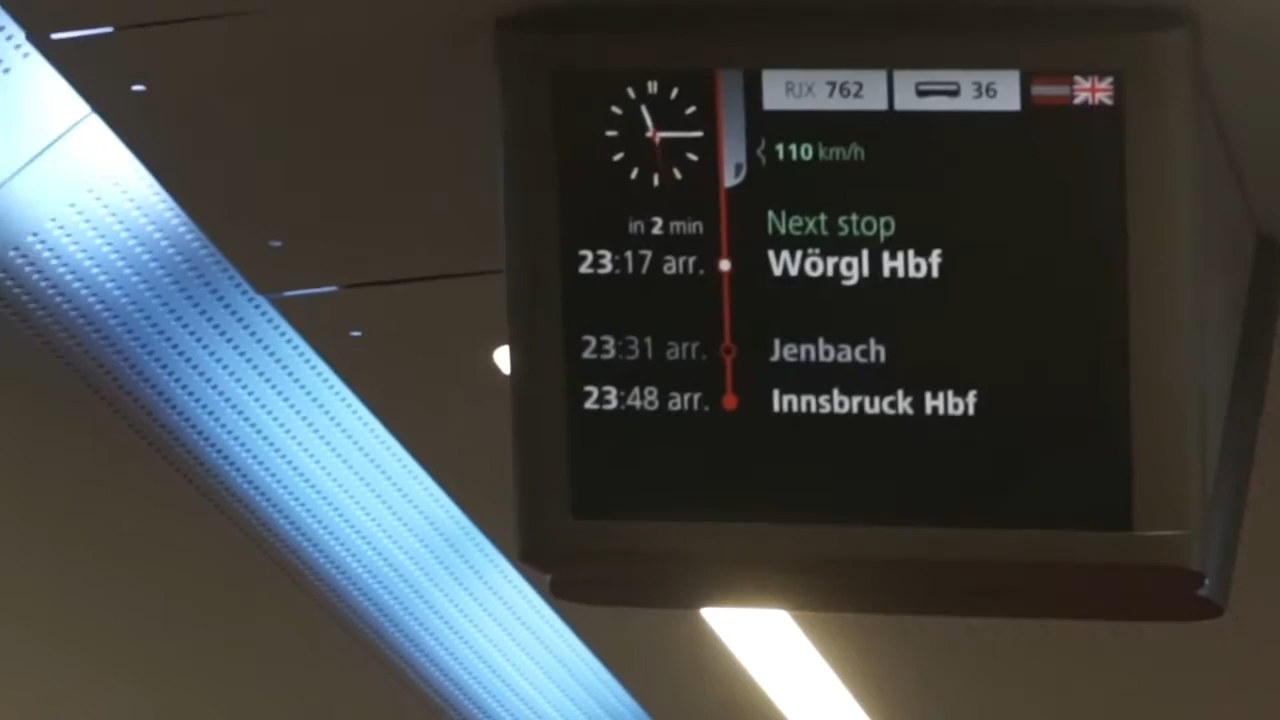 RJX 762
36
110 km/h
in 2 min
Next stop
23:17 arr.
Wörgl Hbf
23:31 arr.
Jenbach
23:48 arr.
Innsbruck Hbf